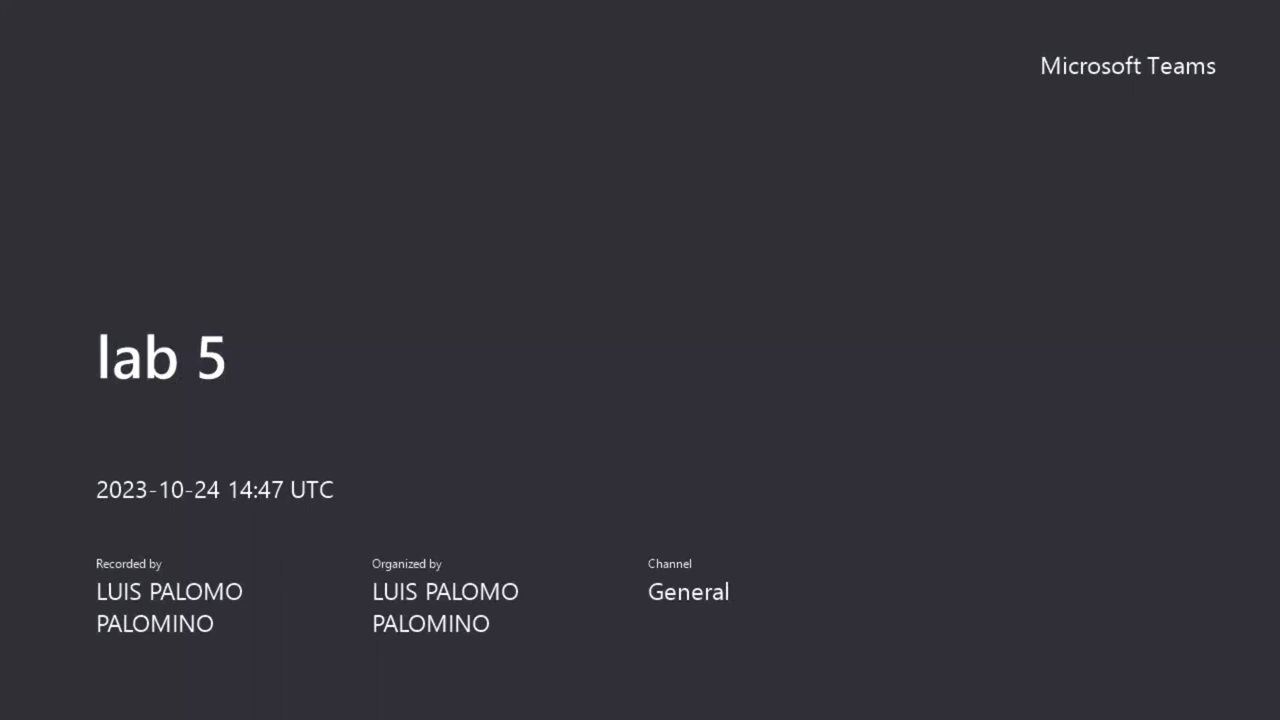 Microsoft Teams
lab 5
2023-10-24 14:47 UTC
Recorded by
LUIS PALOMO
PALOMINO
Organized by
LUIS PALOMO
PALOMINO
Channel
General